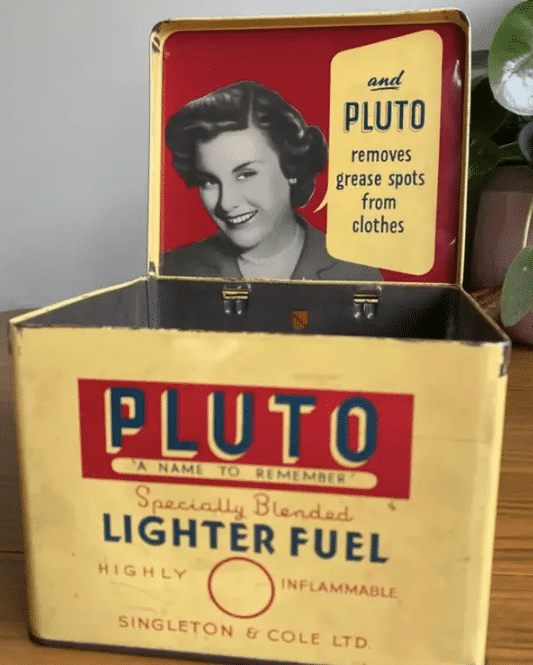 and
PLUTO
removes
grease spots
from
clothes
PLUTO
"A NAME TO REMEMBER"
Specially Blended
LIGHTER FUEL
HIGHLY INFLAMMABLE
SINGLETON & COLE LTD.